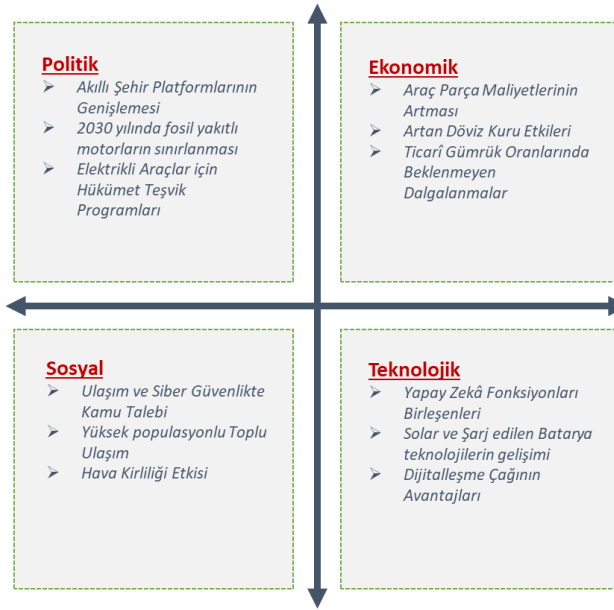 Politik
Akıllı Şehir Platformlarının
Genişlemesi
2030 yılında fosil yakıtlı
motorların sınırlanması
Elektrikli Araçlar için
Hükümet Teşvik
Programları
Ekonomik
Araç Parça Maliyetlerinin
Artması
Artan Döviz Kuru Etkileri
Ticarî Gümrük Oranlarında
Beklenmeyen
Dalgalanmalar
Sosyal
Ulaşım ve Siber Güvenlikte
Kamu Talebi
Yüksek populasyonlu Toplu
Ulaşım
Hava Kirliliği Etkisi
Teknolojik
Yapay Zekâ Fonksiyonları
Birleşenleri
Solar ve Şarj edilen Batarya
teknolojilerin gelişimi
Dijitalleşme Çağının
Avantajları